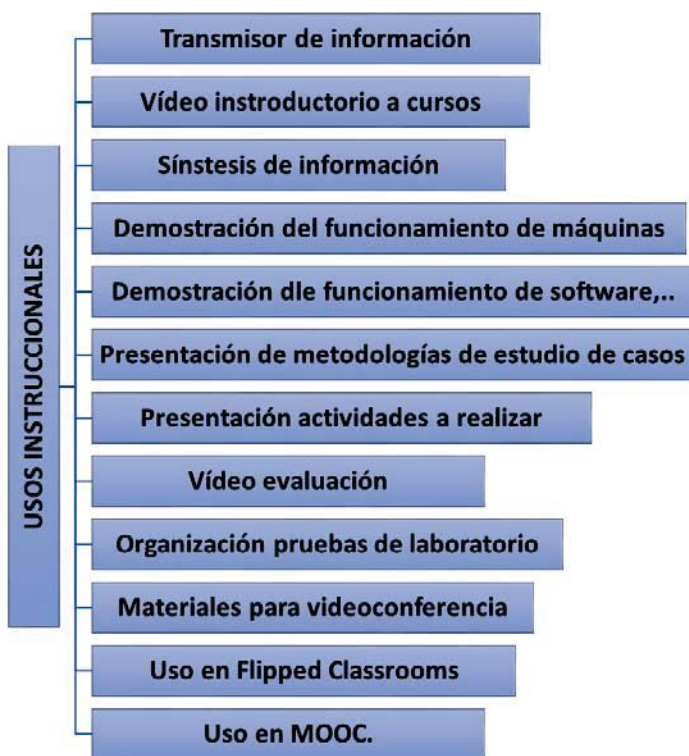 USOS INSTRUCCIONALES
Transmisor de información
Vídeo instroductorio a cursos
Sínstesis de información
Demostración del funcionamiento de máquinas
Demostración dle funcionamiento de software,..
Presentación de metodologías de estudio de casos
Presentación actividades a realizar
Vídeo evaluación
Organización pruebas de laboratorio
Materiales para videoconferencia
Uso en Flipped Classrooms
Uso en MOOC.